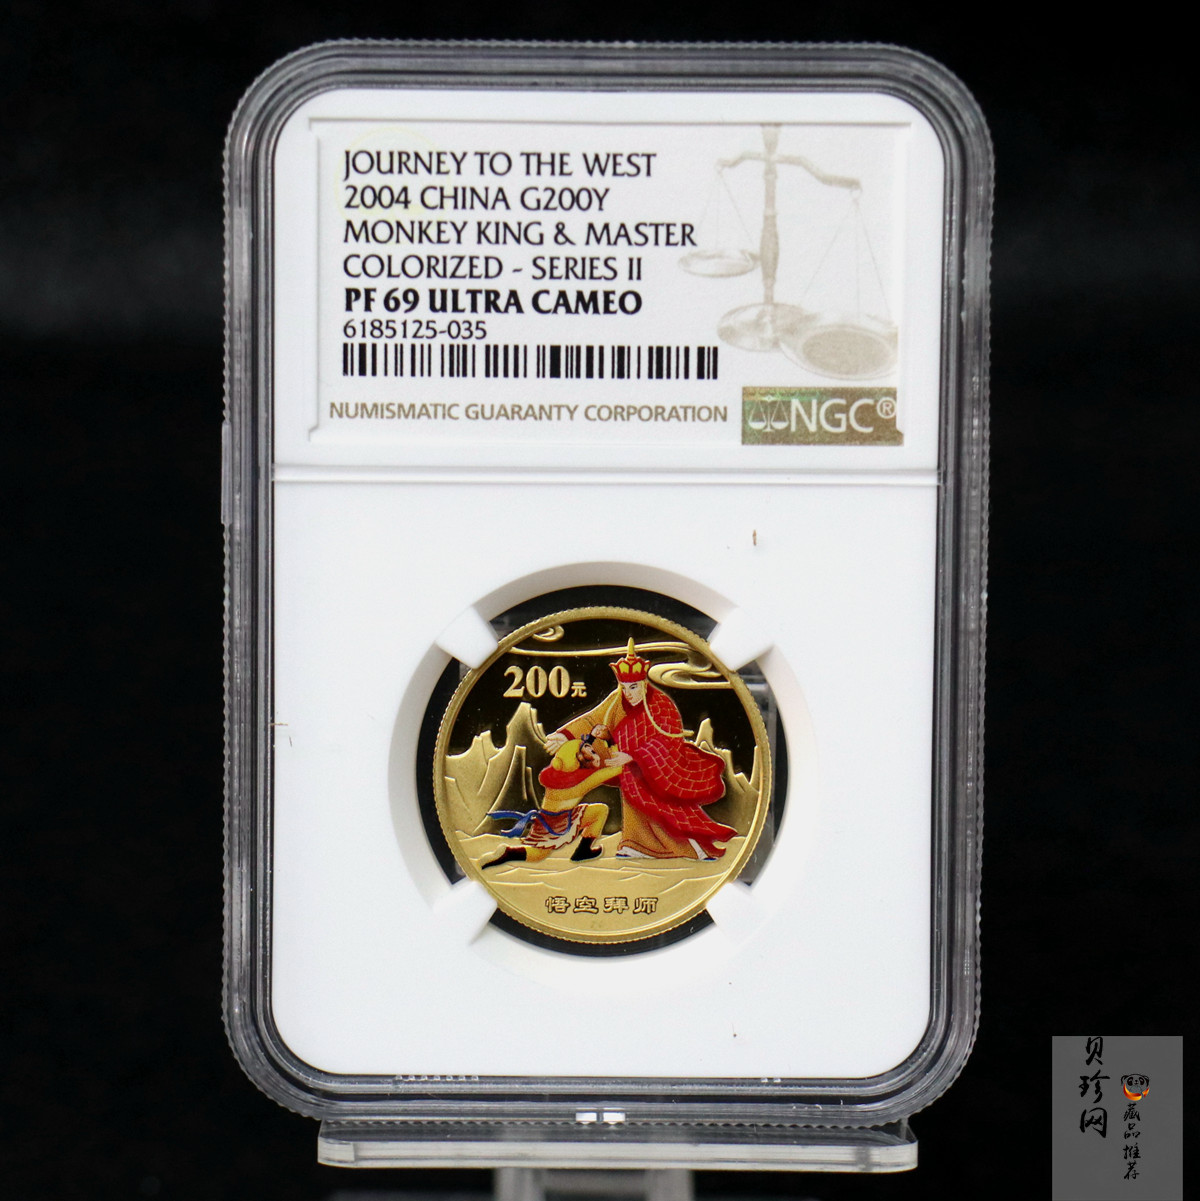 JOURNEY TO THE WEST
2004 CHINA G200Y
MONKEY KING & MASTER
COLORIZED - SERIES II
PF 69 ULTRA CAMEO
6185125-035
NUMISMATIC GUARANTY CORPORATION
NGC®
200元
悟空拜师
贝珍网
藏品推荐